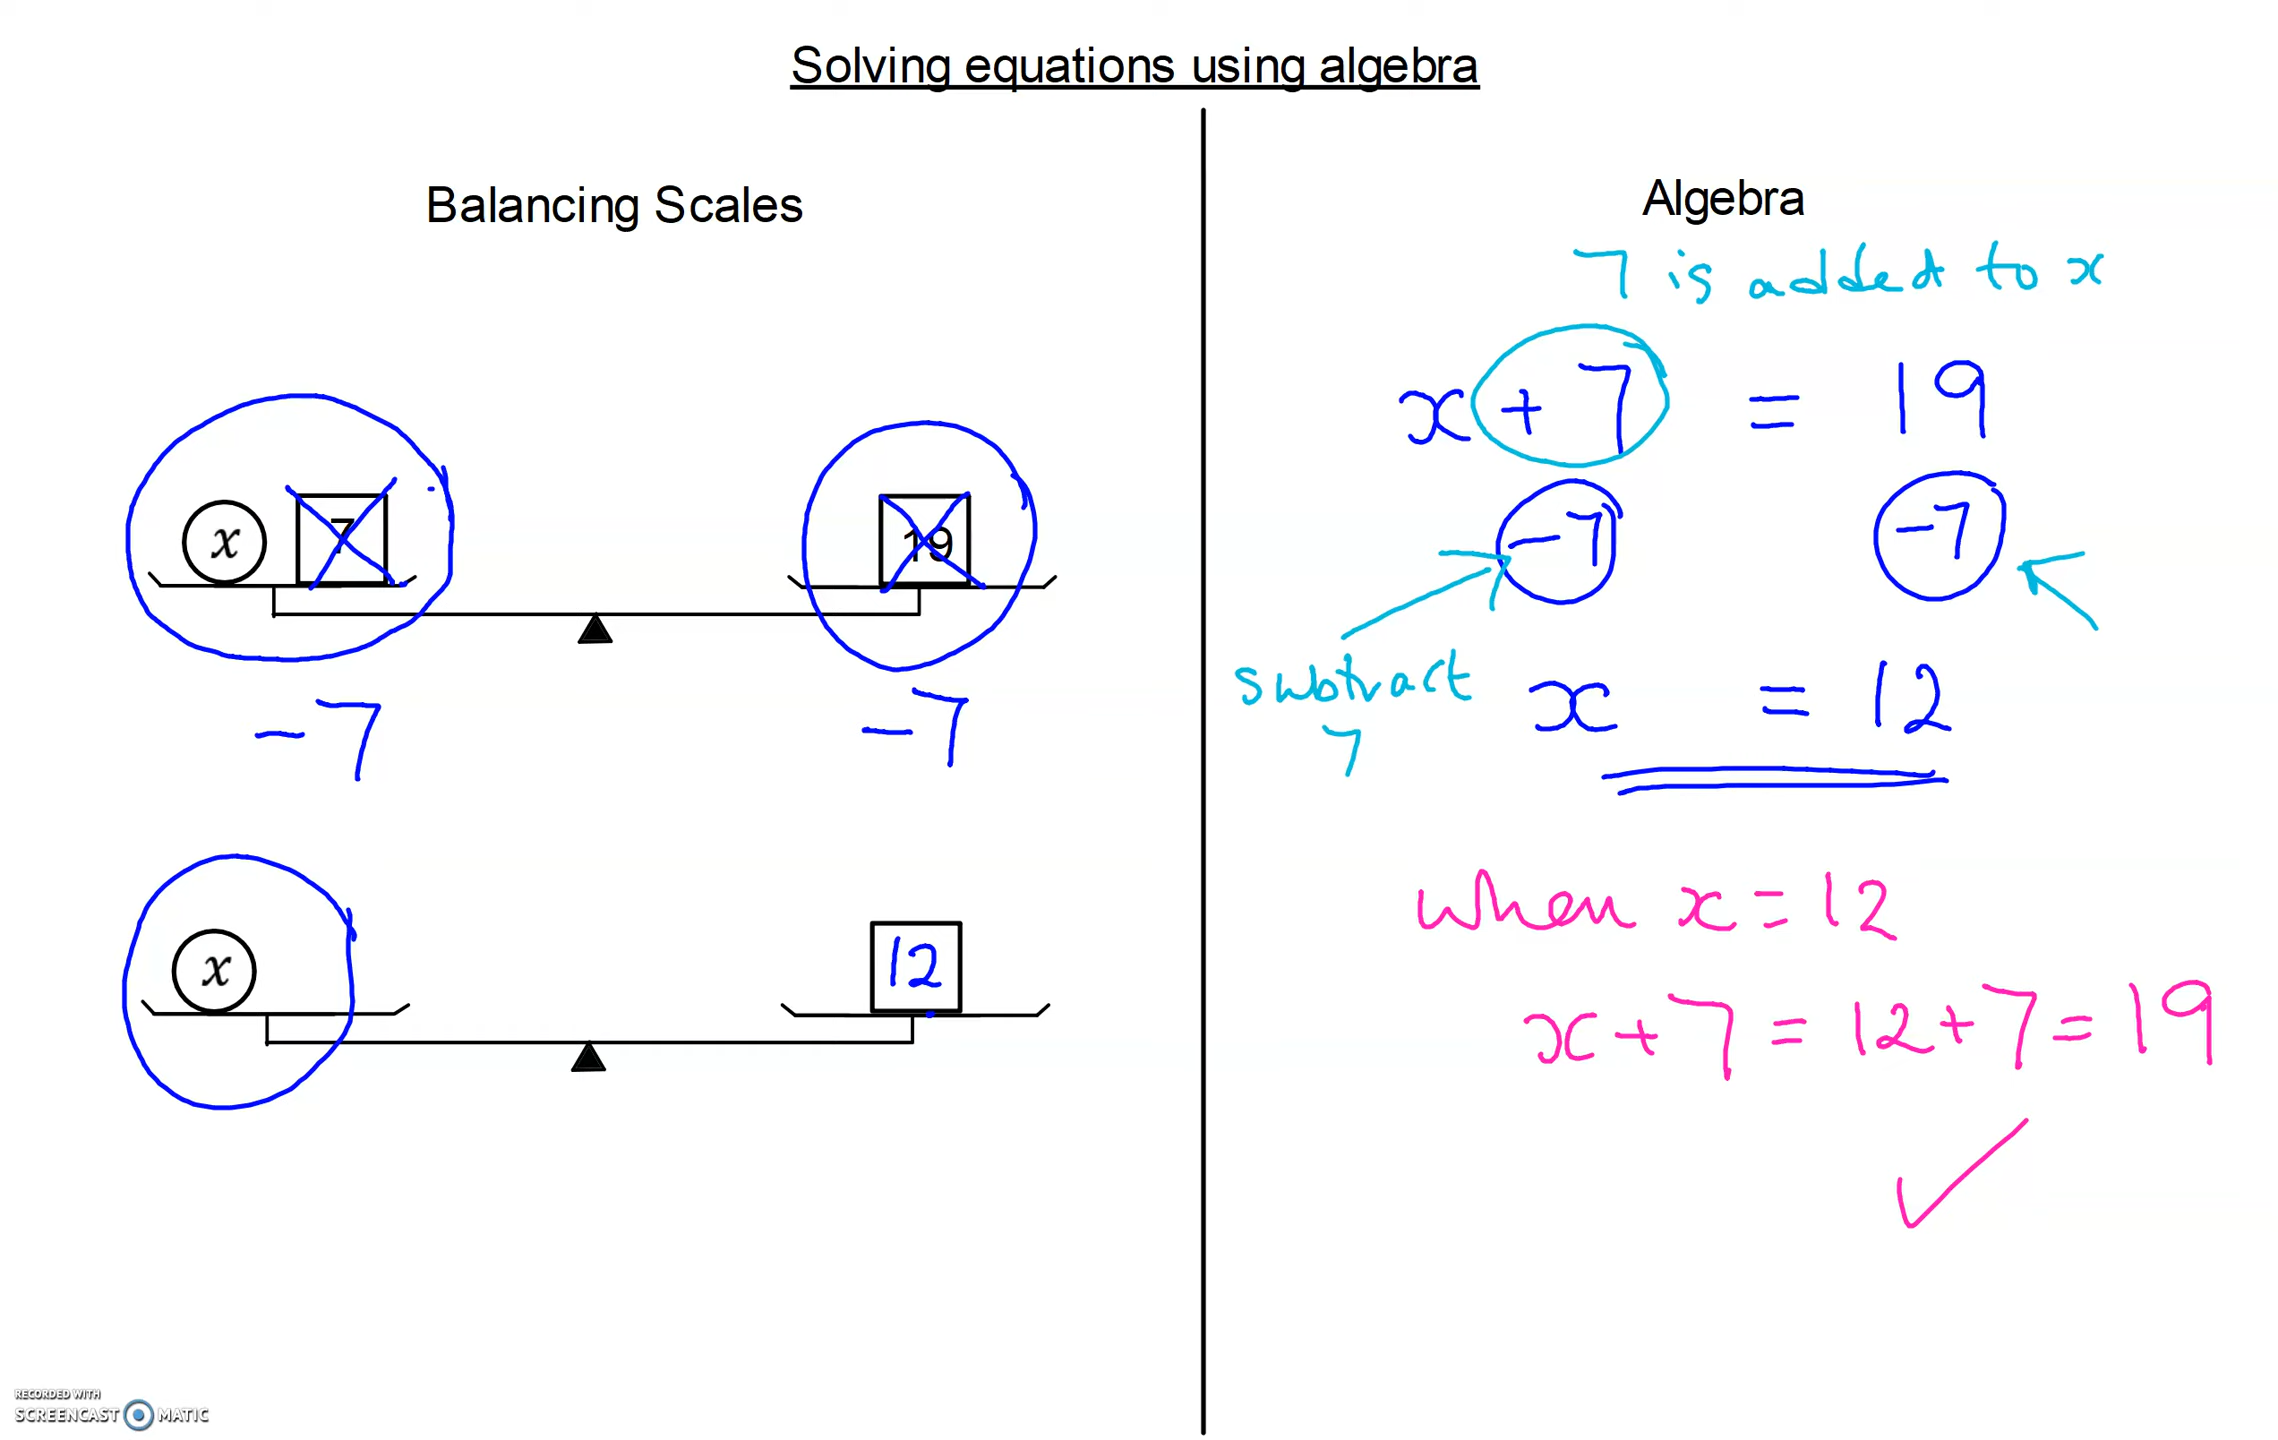 Solving equations using algebra
Balancing Scales
x 7
19
-7
-7
x
12
Algebra
7 is added to x
x + 7 = 19
-7
-7
subtract
7
x = 12
when x = 12
x + 7 = 12 + 7 = 19
RECORDED WITH
SCREENCAST MATIC